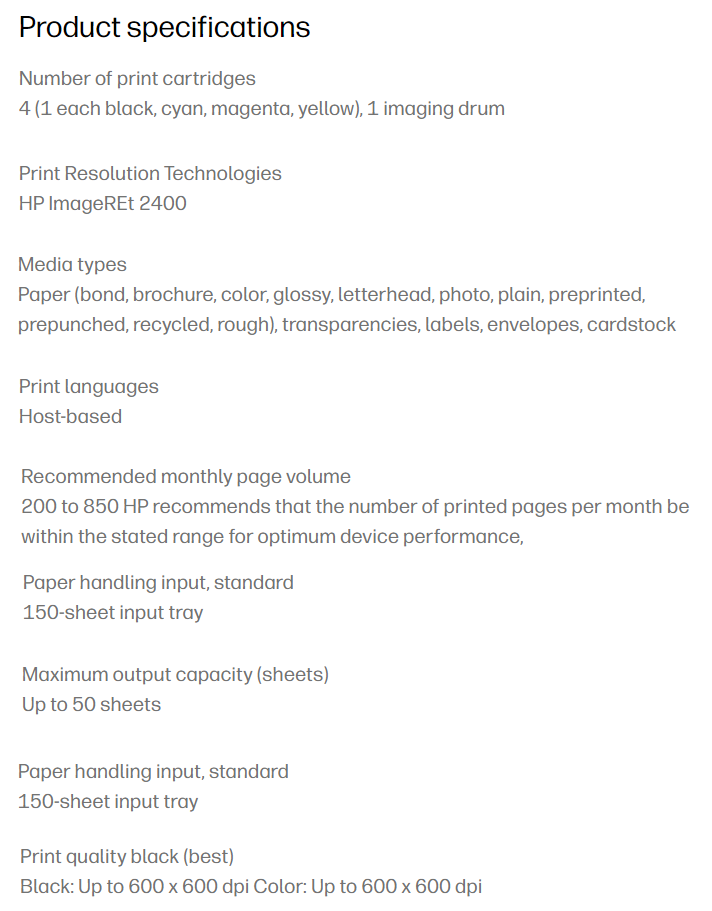 Product specifications
Number of print cartridges
4 (1 each black, cyan, magenta, yellow), 1 imaging drum
Print Resolution Technologies
HP ImageREt 2400
Media types
Paper (bond, brochure, color, glossy, letterhead, photo, plain, preprinted,
prepunched, recycled, rough), transparencies, labels, envelopes, cardstock
Print languages
Host-based
Recommended monthly page volume
200 to 850 HP recommends that the number of printed pages per month be
within the stated range for optimum device performance,
Paper handling input, standard
150-sheet input tray
Maximum output capacity (sheets)
Up to 50 sheets
Paper handling input, standard
150-sheet input tray
Print quality black (best)
Black: Up to 600 x 600 dpi Color: Up to 600 x 600 dpi